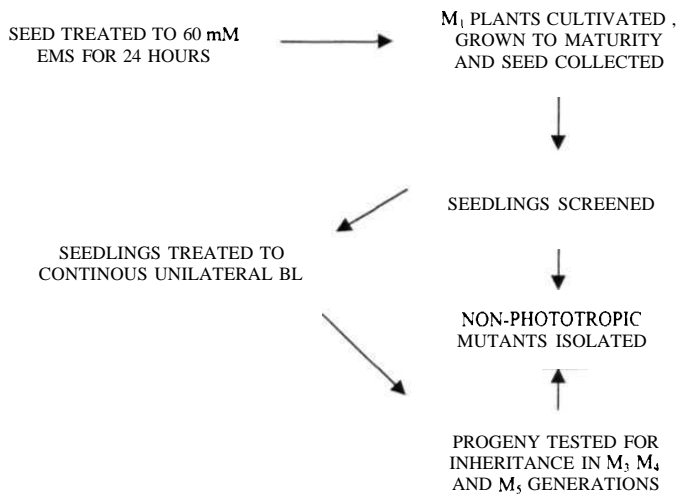 SEED TREATED TO 60 mM
EMS FOR 24 HOURS
M₁ PLANTS CULTIVATED ,
GROWN TO MATURITY
AND SEED COLLECTED
SEEDLINGS SCREENED
SEEDLINGS TREATED TO
CONTINOUS UNILATERAL BL
NON-PHOTOTROPIC
MUTANTS ISOLATED
PROGENY TESTED FOR
INHERITANCE IN M₃ M₄
AND M₅ GENERATIONS